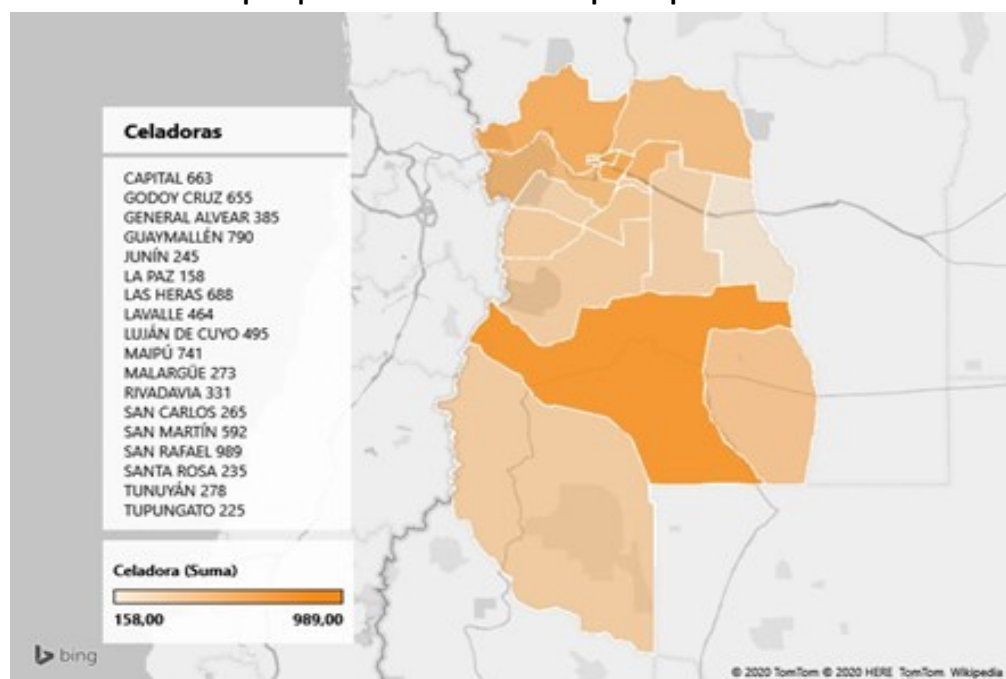 Celadoras
CAPITAL 663
GODOY CRUZ 655
GENERAL ALVEAR 385
GUAYMALLÉN 790
JUNÍN 245
LA PAZ 158
LAS HERAS 688
LAVALLE 464
LUJÁN DE CUYO 495
MAIPÚ 741
MALARGÜE 273
RIVADAVIA 331
SAN CARLOS 265
SAN MARTÍN 592
SAN RAFAEL 989
SANTA ROSA 235
TUNUYÁN 278
TUPUNGATO 225
Celadora (Suma)
158,00 989,00
bing
© 2020 TomTom © 2020 HERE TomTom Wikipedia